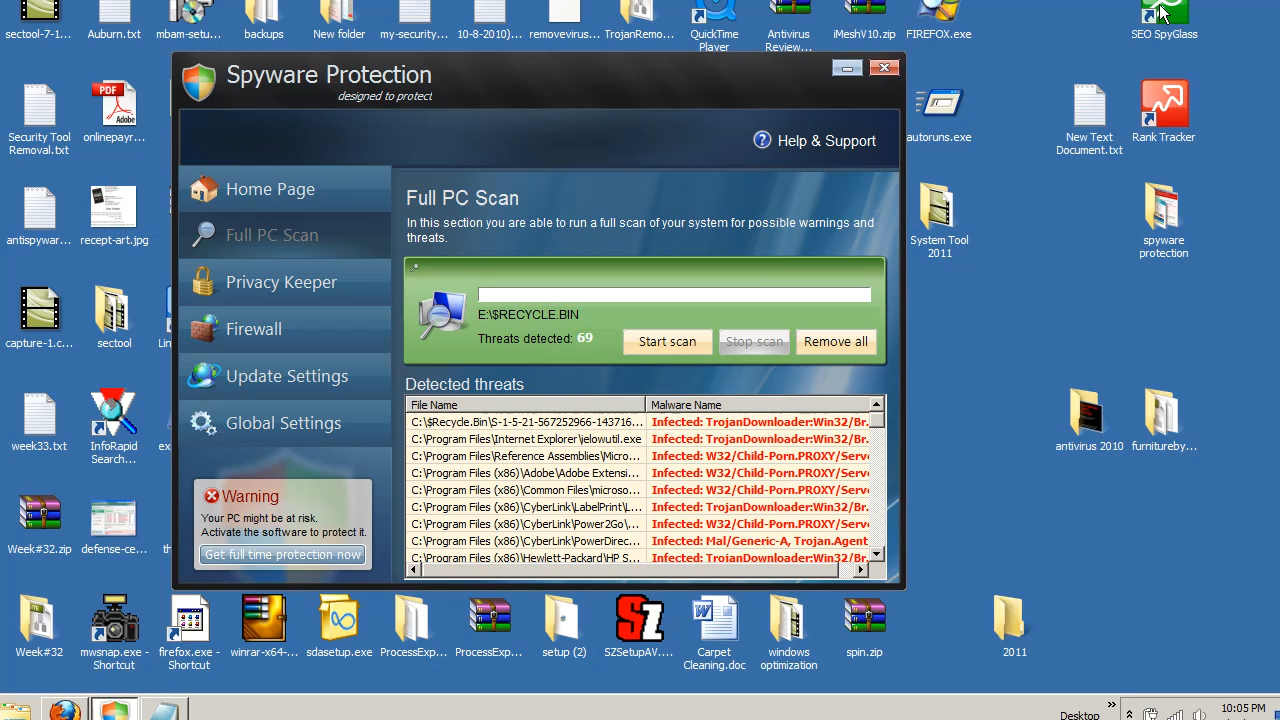 sectool-7-1...
Auburn.txt
mbam-setu...
backups
New folder
my-security...
10-8-2010)...
removevirus...
TrojanRemo...
QuickTime
Player
Antivirus
Review...
iMeshV10.zip
FIREFOX.exe
SEO SpyGlass
Spyware Protection
designed to protect
Help & Support
Security Tool
Removal.txt
PDF
Adobe
onlinepayr...
autoruns.exe
New Text
Document.txt
Rank Tracker
Home Page
Full PC Scan
Privacy Keeper
Firewall
Update Settings
Global Settings
Full PC Scan
In this section you are able to run a full scan of your system for possible warnings and
threats.
E:\$RECYCLE.BIN
Threats detected: 69
Start scan
Stop scan
Remove all
Detected threats
File Name
Malware Name
C:\$Recycle.Bin\S-1-5-21-567252966-143716...
Infected: TrojanDownloader:Win32/Br.
C:\Program Files\Internet Explorer\ielowutil.exe
Infected: TrojanDownloader:Win32/Br.
C:\Program Files\Reference Assemblies\Micro...
Infected: W32/Child-Porn.PROXY/Serv
C:\Program Files (x86)\Adobe\Adobe Extensi...
Infected: W32/Child-Porn.PROXY/Serv
C:\Program Files (x86)\Common Files\microso...
Infected: W32/Child-Porn.PROXY/Serv
C:\Program Files (x86)\CyberLink\LabelPrint\L...
Infected: TrojanDownloader:Win32/Br.
C:\Program Files (x86)\CyberLink\Power2Go\...
Infected: W32/Child-Porn.PROXY/Serv
C:\Program Files (x86)\CyberLink\PowerDirec...
Infected: Mal/Generic-A, Trojan.Agent
C:\Program Files (x86)\Hewlett-Packard\HP S...
Infected: TrojanDownloader:Win32/Br.
Warning
Your PC might be at risk.
Activate the software to protect it.
Get full time protection now
antispywar...
recept-art.jpg
System Tool
2011
spyware
protection
capture-1.c...
sectool
week33.txt
InfoRapid
Search...
antivirus 2010
furnitureby...
Week#32.zip
defense-ce...
Week#32
mwsnap.exe -
Shortcut
firefox.exe -
Shortcut
winrar-x64-...
sdasetup.exe
ProcessExp...
ProcessExp...
setup (2)
SZ
SZSetupAV....
Carpet
Cleaning.doc
windows
optimization
spin.zip
2011
Desktop
10:05 PM